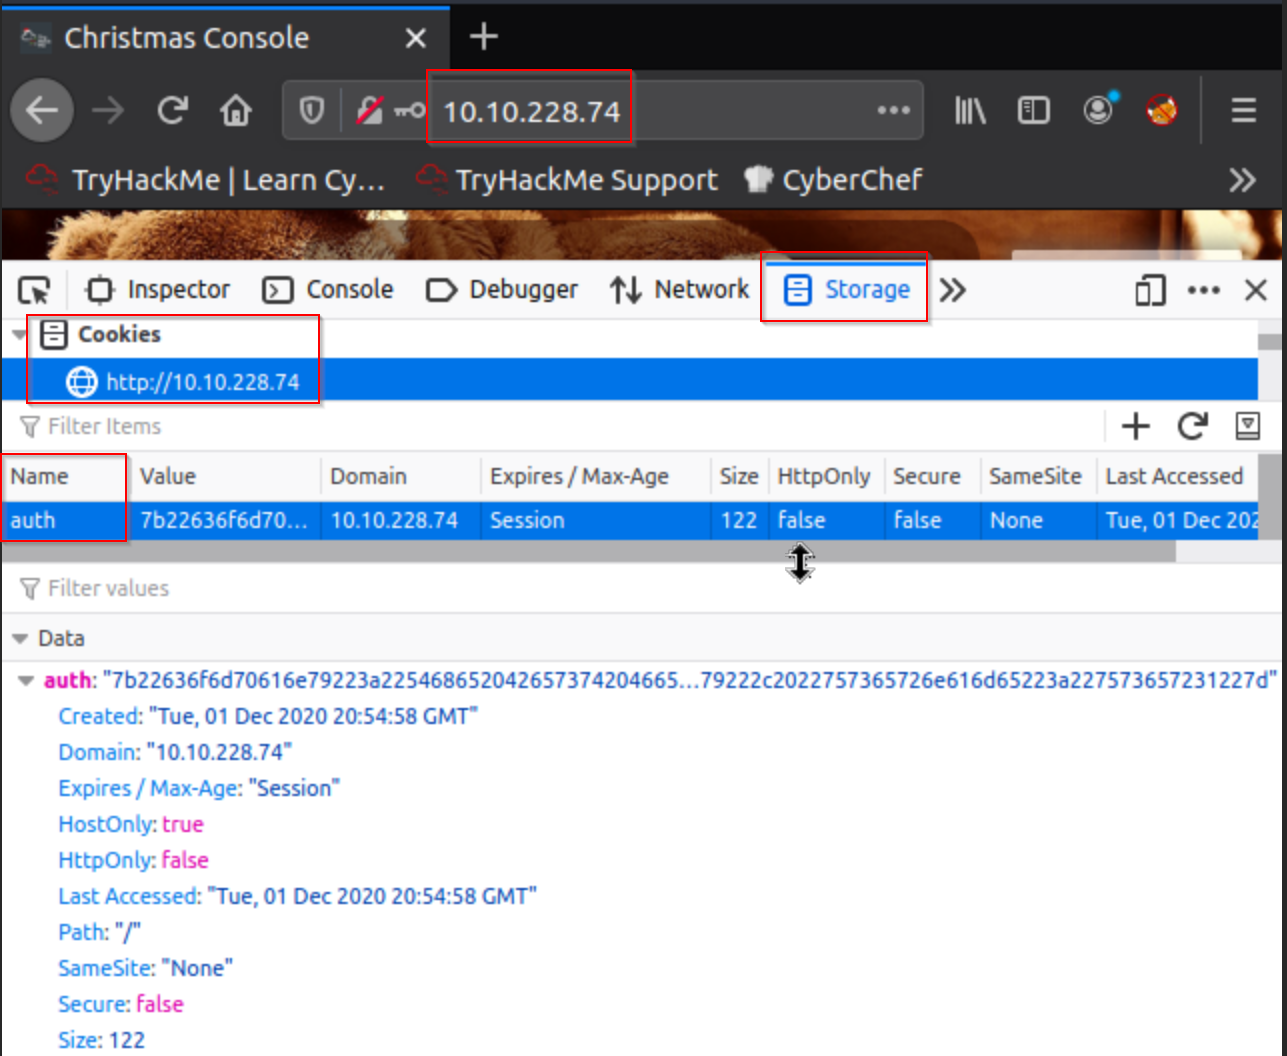 Christmas Console
10.10.228.74
TryHackMe | Learn Cy... TryHackMe Support CyberChef
Inspector Console Debugger Network Storage
Cookies
http://10.10.228.74
Filter Items
Name Value Domain Expires / Max-Age Size HttpOnly Secure SameSite Last Accessed
auth 7b22636f6d70... 10.10.228.74 Session 122 false false None Tue, 01 Dec 202
Filter values
Data
auth: "7b22636f6d70616e79223a225468652042657374204665...79222c2022757365726e616d65223a227573657231227d"
Created: "Tue, 01 Dec 2020 20:54:58 GMT"
Domain: "10.10.228.74"
Expires / Max-Age: "Session"
HostOnly: true
HttpOnly: false
Last Accessed: "Tue, 01 Dec 2020 20:54:58 GMT"
Path: "/"
SameSite: "None"
Secure: false
Size: 122